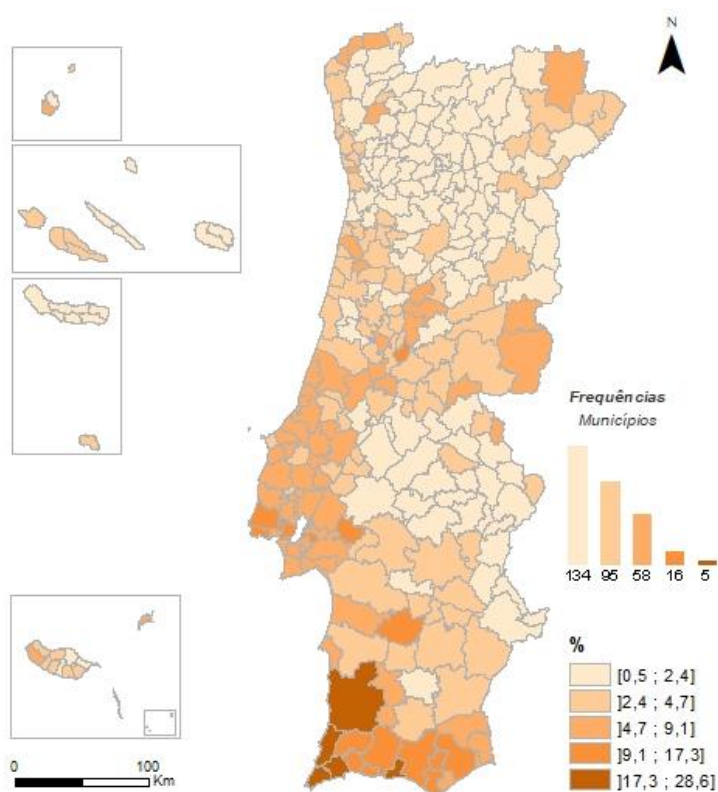 N
Frequências
Municípios
134 95 58 16 5
%
]0,5 ; 2,4]
]2,4 ; 4,7]
]4,7 ; 9,1]
]9,1 ; 17,3]
]17,3 ; 28,6]
0 100
Km